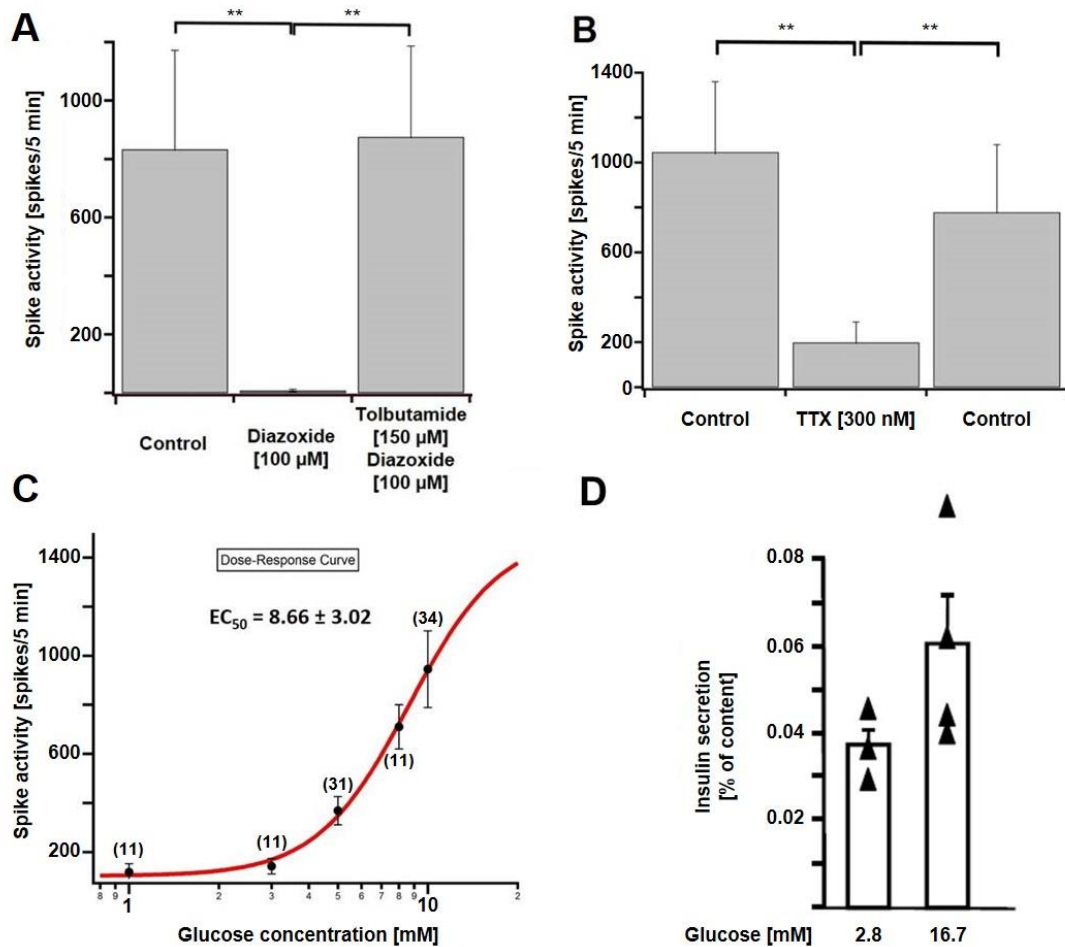 A
**
**
Spike activity [spikes/5 min]
1000
600
200
Control
Diazoxide
[100 µM]
Tolbutamide
[150 µM]
Diazoxide
[100 µM]
B
**
**
Spike activity [spikes/5 min]
1400
1000
600
200
0
Control
TTX [300 nM]
Control
C
Spike activity [spikes/5 min]
1400
1000
600
200
Dose-Response Curve
EC50 = 8.66 ± 3.02
(11)
(11)
(31)
(11)
(34)
8 9 1 2 3 4 5 6 7 8 9 10 2
Glucose concentration [mM]
D
Insulin secretion
[% of content]
0.08
0.06
0.04
0.02
Glucose [mM] 2.8 16.7